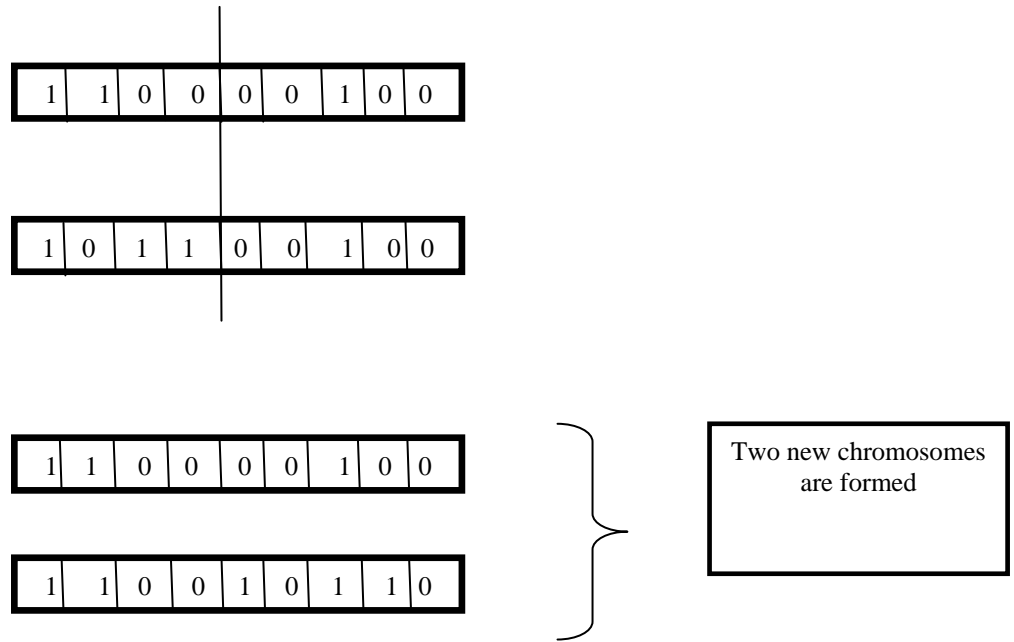 1 1 0 0 0 0 1 0 0
1 0 1 1 0 0 1 0 0
1 1 0 0 0 0 1 0 0
1 1 0 0 1 0 1 1 0
Two new chromosomes
are formed